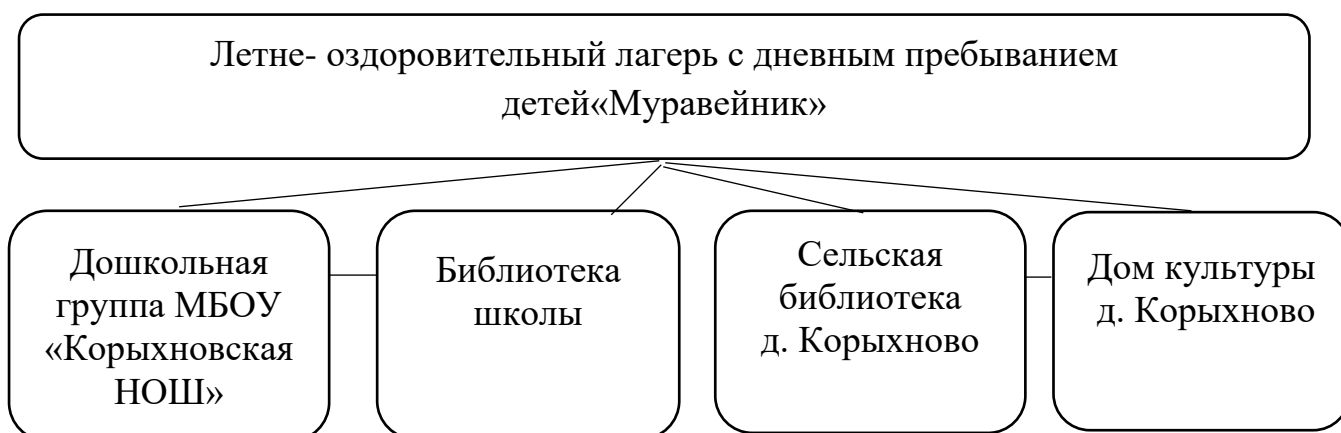 Летне- оздоровительный лагерь с дневным пребыванием
детей«Муравейник»
Дошкольная
группа МБОУ
«Корыхновская
НОШ»
Библиотека
школы
Сельская
библиотека
д. Корыхново
Дом культуры
д. Корыхново